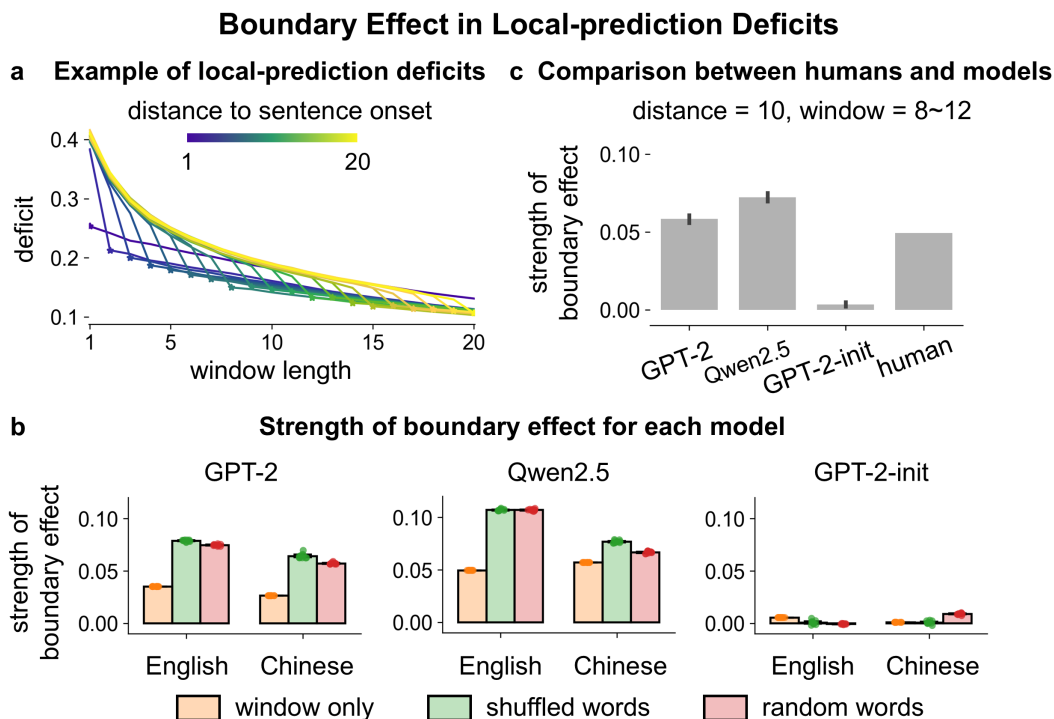 Boundary Effect in Local-prediction Deficits
a Example of local-prediction deficits
distance to sentence onset
1 20
0.4
0.3
0.2
0.1
deficit
1 5 10 15 20
window length
c Comparison between humans and models
distance = 10, window = 8~12
strength of
boundary effect
0.10
0.05
0.00
GPT-2 Qwen2.5 GPT-2-init human
b Strength of boundary effect for each model
strength of
boundary effect
GPT-2
0.10
0.05
0.00
English Chinese
Qwen2.5
0.10
0.05
0.00
English Chinese
GPT-2-init
0.10
0.05
0.00
English Chinese
window only shuffled words random words